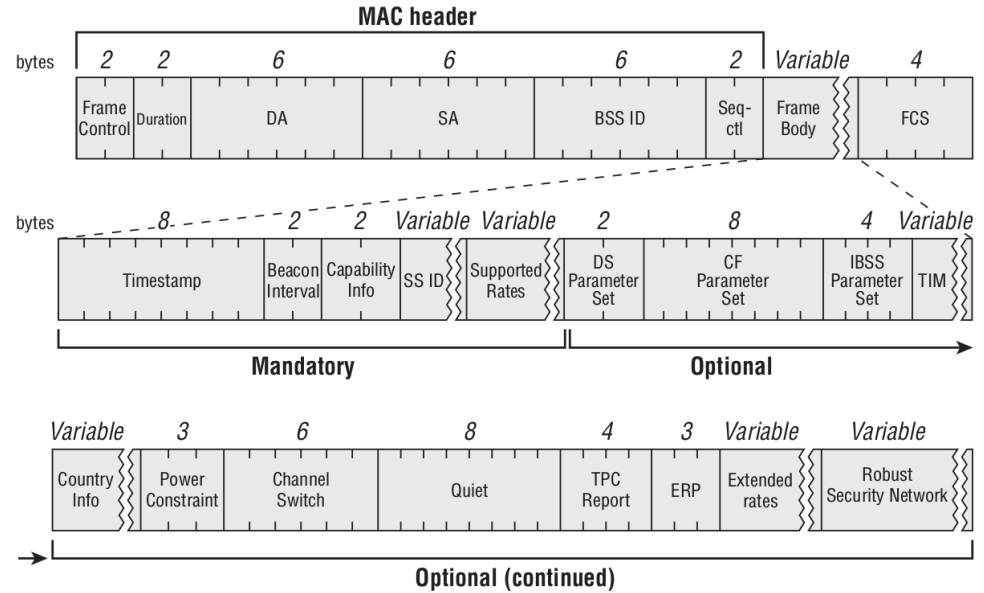 MAC header
bytes 2 2 6 6 6 2 Variable 4
Frame Control Duration DA SA BSS ID Seq-ctl Frame Body FCS
bytes 8 2 2 Variable Variable 2 8 4 Variable
Timestamp Beacon Interval Capability Info SS ID Supported Rates DS Parameter Set CF Parameter Set IBSS Parameter Set TIM
Mandatory Optional
Variable 3 6 8 4 3 Variable Variable
Country Info Power Constraint Channel Switch Quiet TPC Report ERP Extended rates Robust Security Network
Optional (continued)